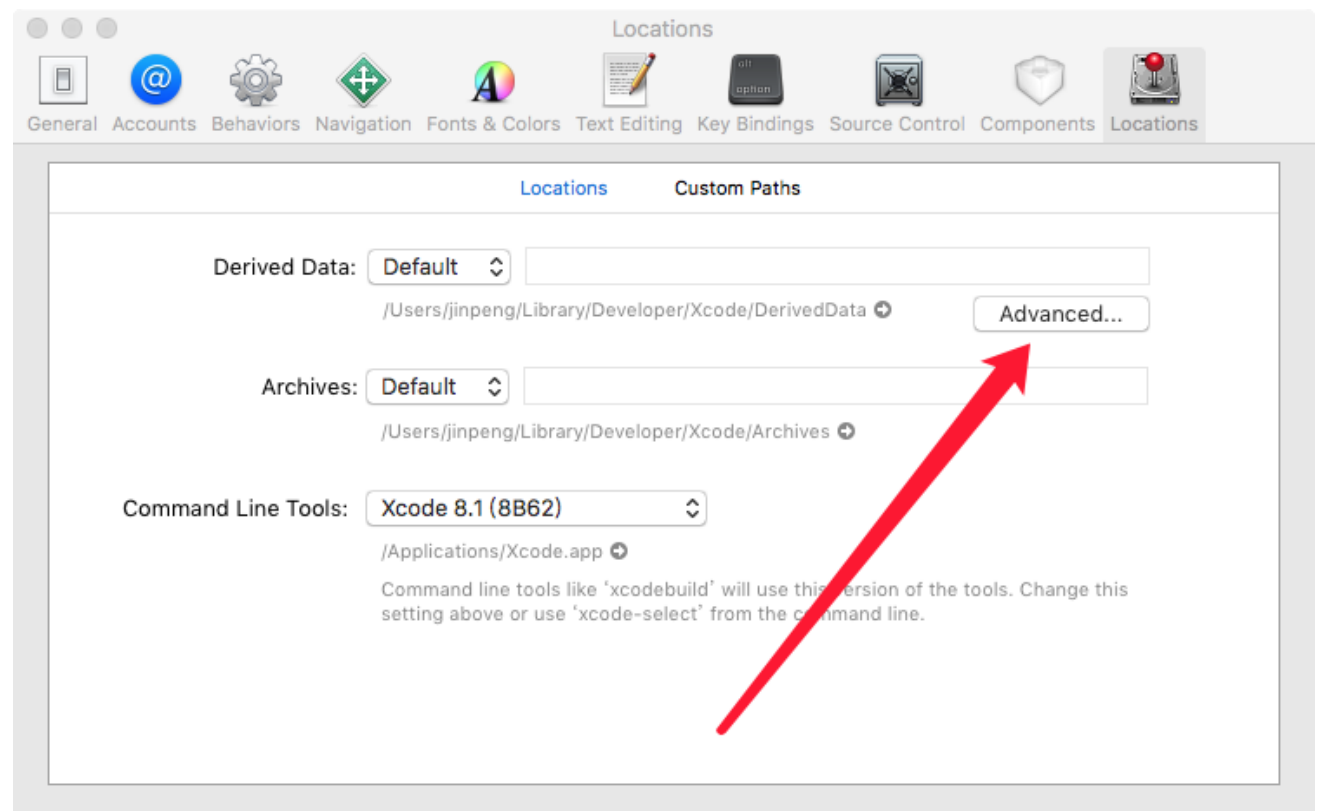 Locations
@
A
alt
option
General Accounts Behaviors Navigation Fonts & Colors Text Editing Key Bindings Source Control Components Locations
Locations Custom Paths
Derived Data: Default
/Users/jinpeng/Library/Developer/Xcode/DerivedData
Advanced...
Archives: Default
/Users/jinpeng/Library/Developer/Xcode/Archives
Command Line Tools: Xcode 8.1 (8B62)
/Applications/Xcode.app
Command line tools like ‘xcodebuild’ will use this version of the tools. Change this
setting above or use ‘xcode-select’ from the command line.